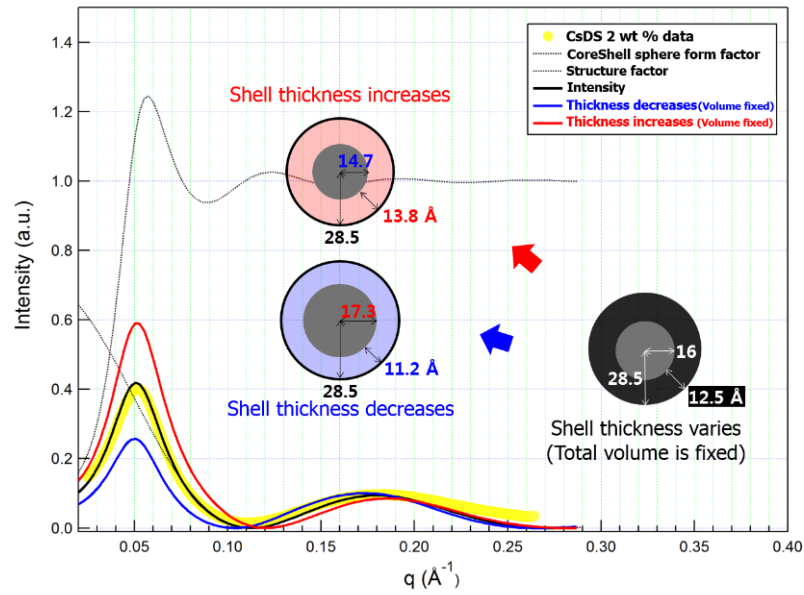 1.4
1.2
1.0
0.8
0.6
0.4
0.2
0.0
Intensity (a.u.)
CsDS 2 wt % data
CoreShell sphere form factor
Structure factor
Intensity
Thickness decreases (Volume fixed)
Thickness increases (Volume fixed)
Shell thickness increases
14.7
13.8 Å
28.5
17.3
11.2 Å
28.5
Shell thickness decreases
16
28.5
12.5 Å
Shell thickness varies
(Total volume is fixed)
0.05
0.10
0.15
0.20
0.25
0.30
0.35
0.40
q (Å⁻¹)